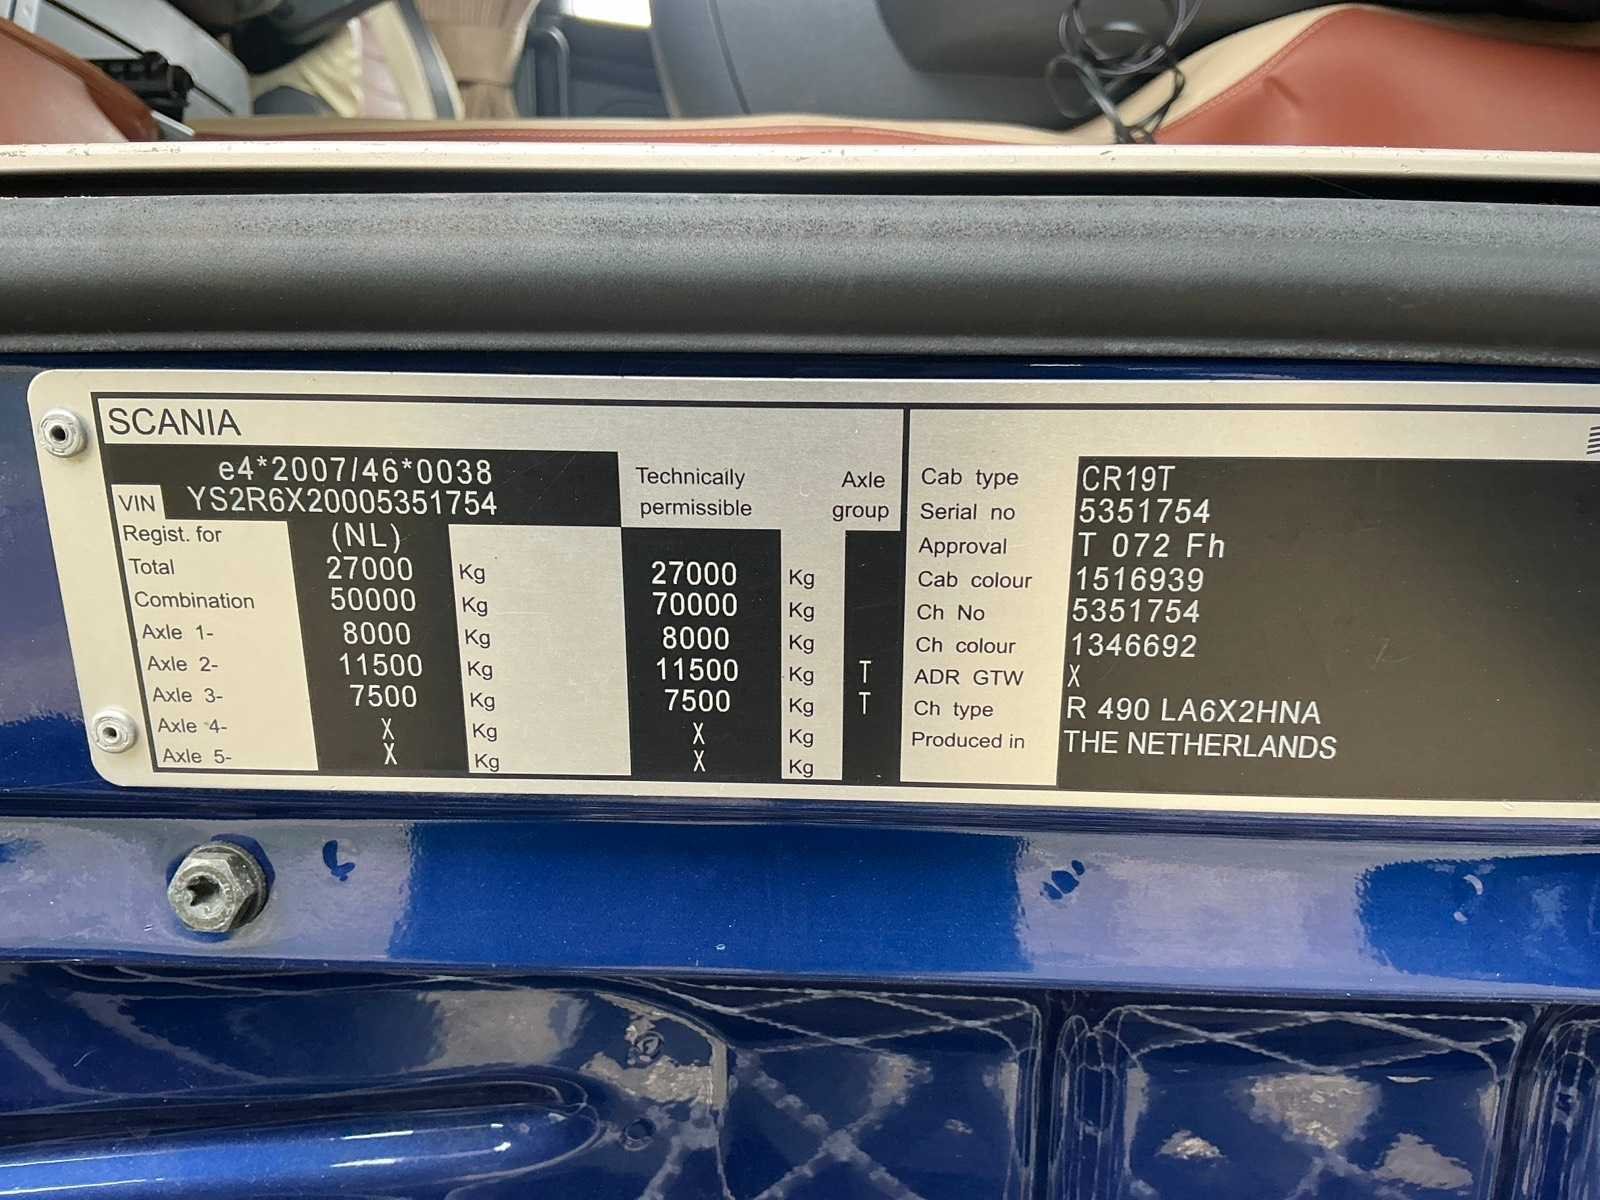 SCANIA
e4*2007/46*0038
VIN YS2R6X20005351754
Technically permissible
Axle group
Regist. for (NL)
Total 27000 Kg 27000 Kg
Combination 50000 Kg 70000 Kg
Axle 1- 8000 Kg 8000 Kg
Axle 2- 11500 Kg 11500 Kg T
Axle 3- 7500 Kg 7500 Kg T
Axle 4- X Kg X Kg
Axle 5- X Kg X Kg
Cab type CR19T
Serial no 5351754
Approval T 072 Fh
Cab colour 1516939
Ch No 5351754
Ch colour 1346692
ADR GTW X
Ch type R 490 LA6X2HNA
Produced in THE NETHERLANDS